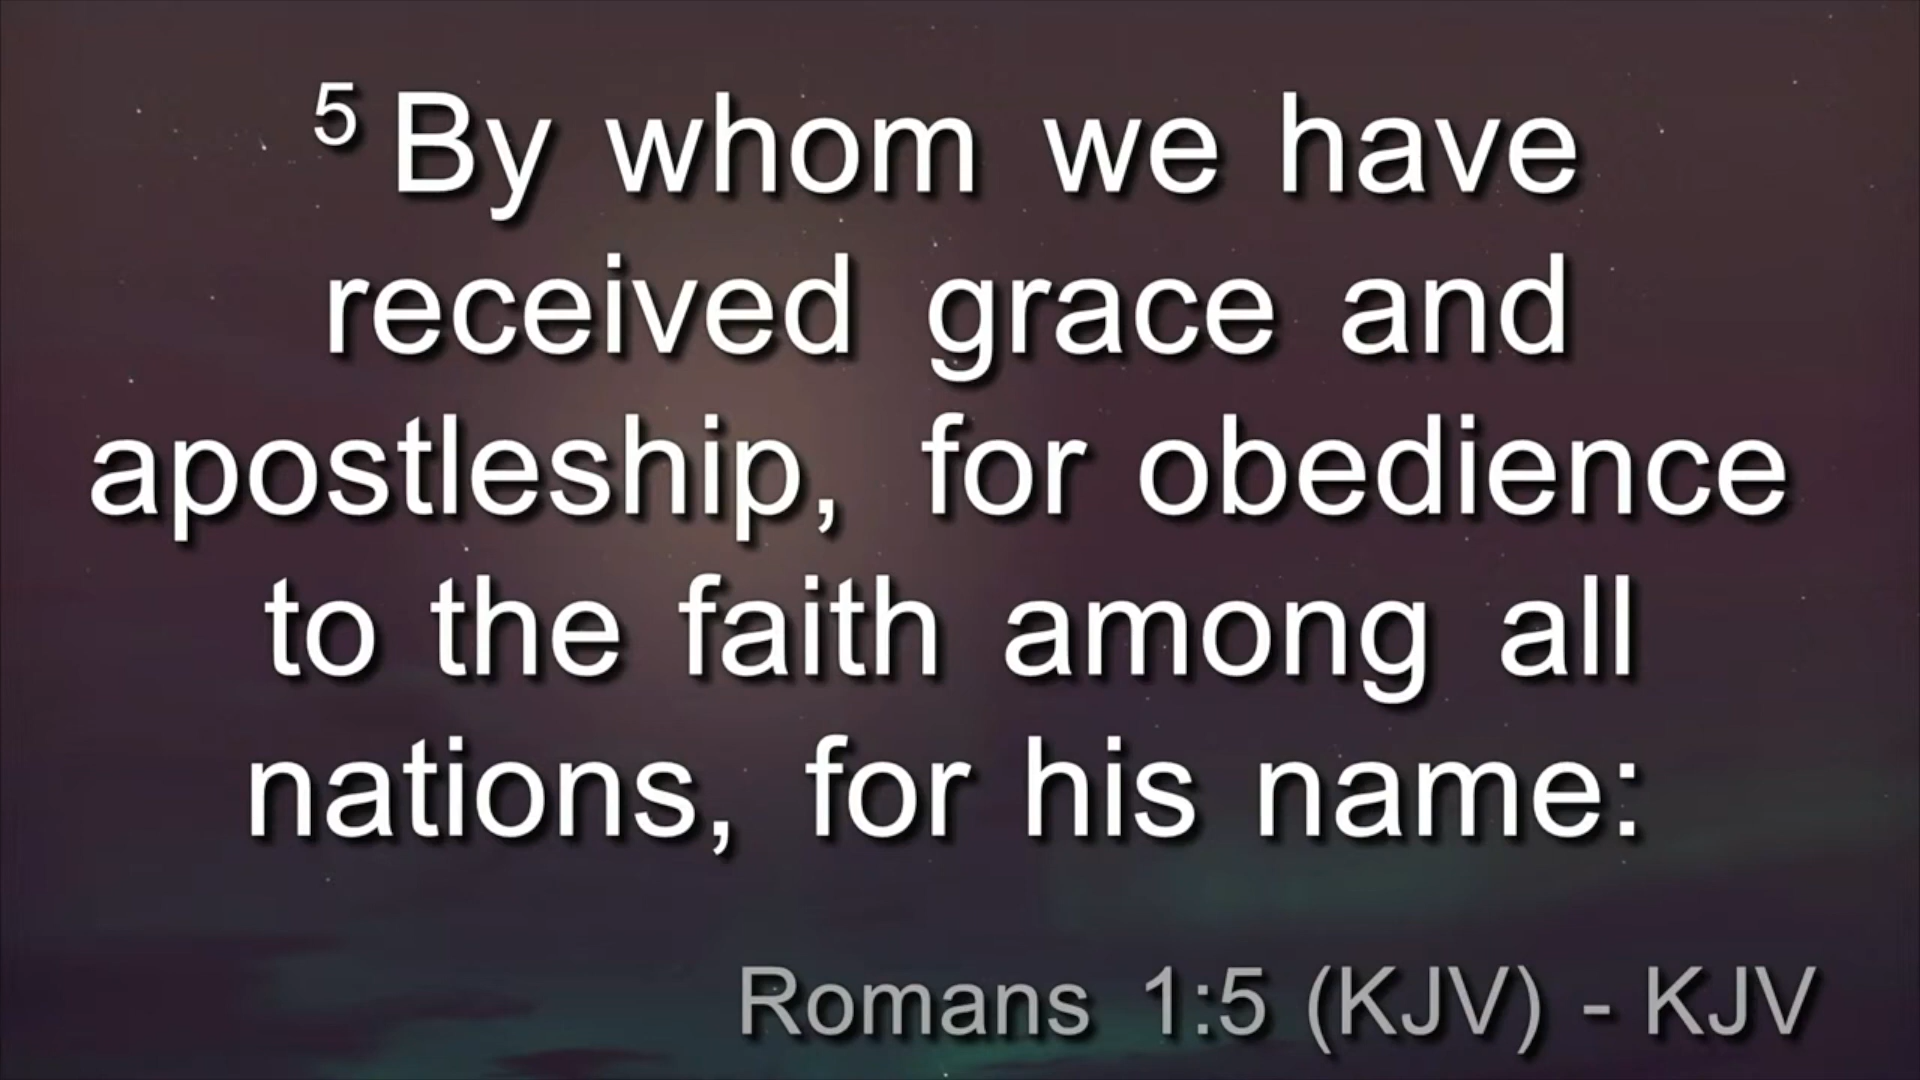 5 By whom we have
received grace and
apostleship, for obedience
to the faith among all
nations, for his name:
Romans 1:5 (KJV) - KJV